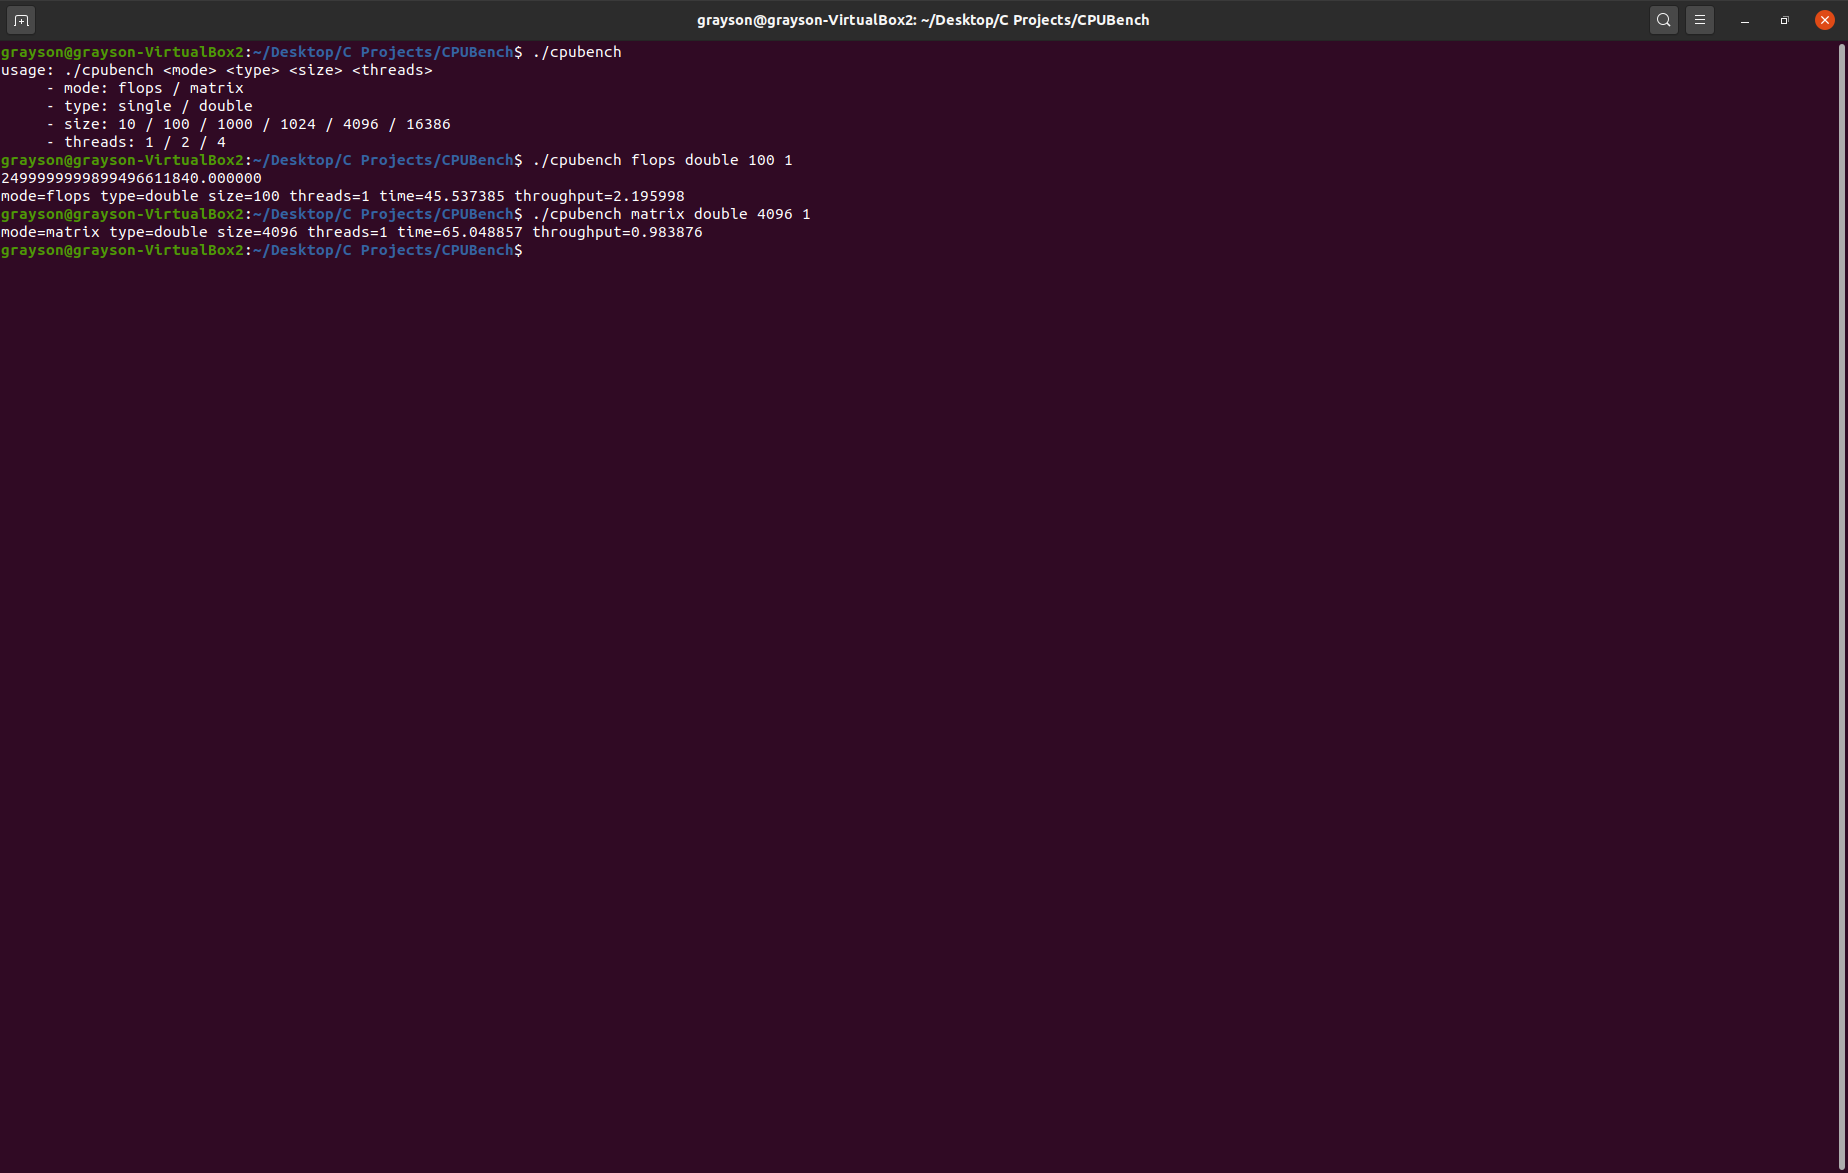 grayson@grayson-VirtualBox2: ~/Desktop/C Projects/CPUBench
grayson@grayson-VirtualBox2:~/Desktop/C Projects/CPUBench$ ./cpubench
usage: ./cpubench <mode> <type> <size> <threads>
     - mode: flops / matrix
     - type: single / double
     - size: 10 / 100 / 1000 / 1024 / 4096 / 16386
     - threads: 1 / 2 / 4
grayson@grayson-VirtualBox2:~/Desktop/C Projects/CPUBench$ ./cpubench flops double 100 1
2499999999899496611840.000000
mode=flops type=double size=100 threads=1 time=45.537385 throughput=2.195998
grayson@grayson-VirtualBox2:~/Desktop/C Projects/CPUBench$ ./cpubench matrix double 4096 1
mode=matrix type=double size=4096 threads=1 time=65.048857 throughput=0.983876
grayson@grayson-VirtualBox2:~/Desktop/C Projects/CPUBench$